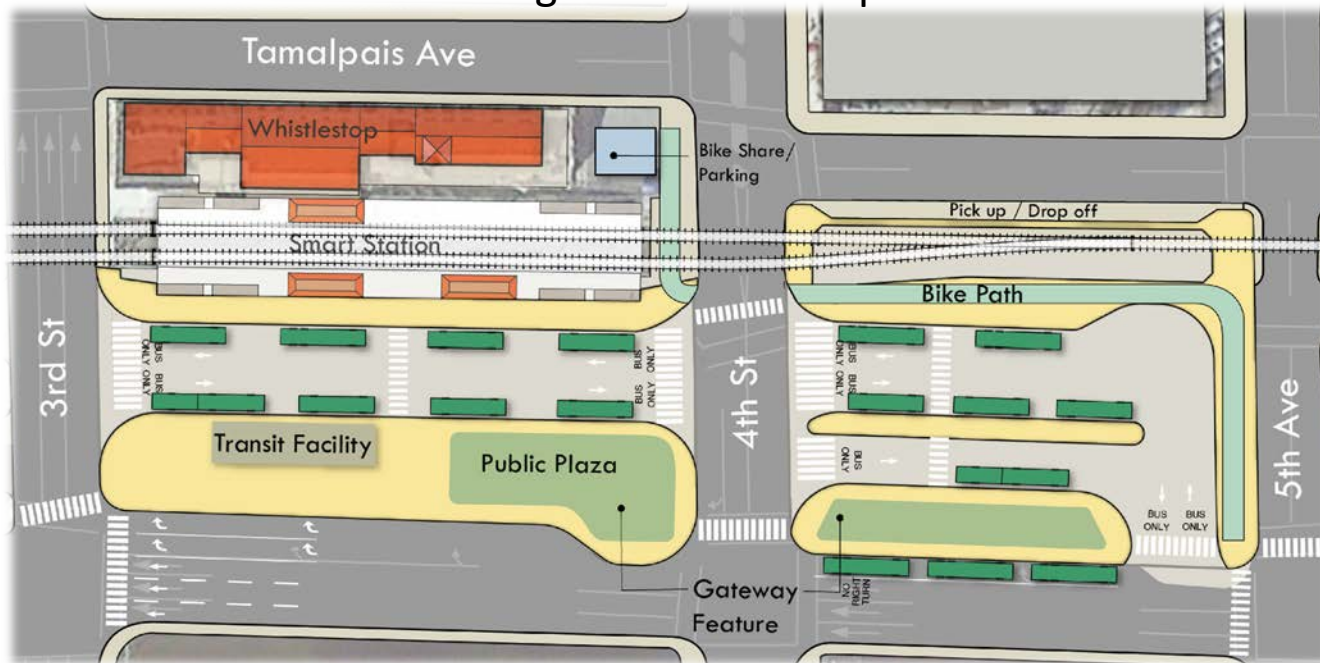 Tamalpais Ave
Whistlestop
Bike Share/
Parking
Pick up / Drop off
Smart Station
Bike Path
3rd St
4th St
5th Ave
BUS
ONLY
BUS
ONLY
BUS
ONLY
BUS
ONLY
BUS
ONLY
BUS
ONLY
BUS
ONLY
BUS
ONLY
BUS
ONLY
Transit Facility
Public Plaza
Gateway
Feature
RIGHT
TURN